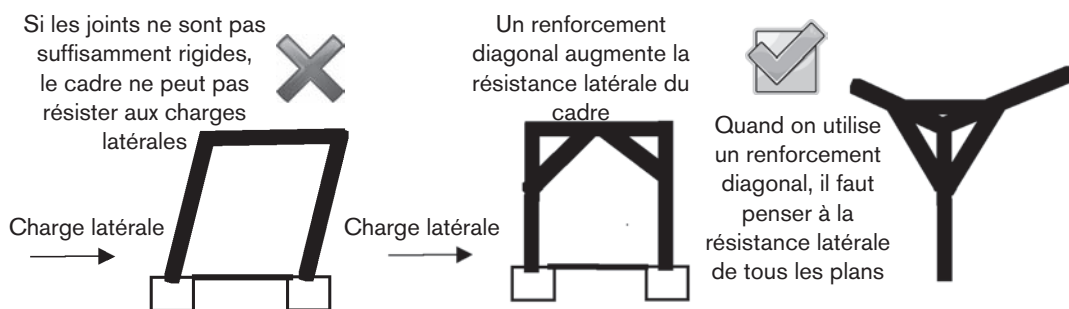 Si les joints ne sont pas
suffisamment rigides,
le cadre ne peut pas
résister aux charges
latérales
Charge latérale
Un renforcement
diagonal augmente la
résistance latérale du
cadre
Charge latérale
Quand on utilise
un renforcement
diagonal, il faut
penser à la
résistance latérale
de tous les plans